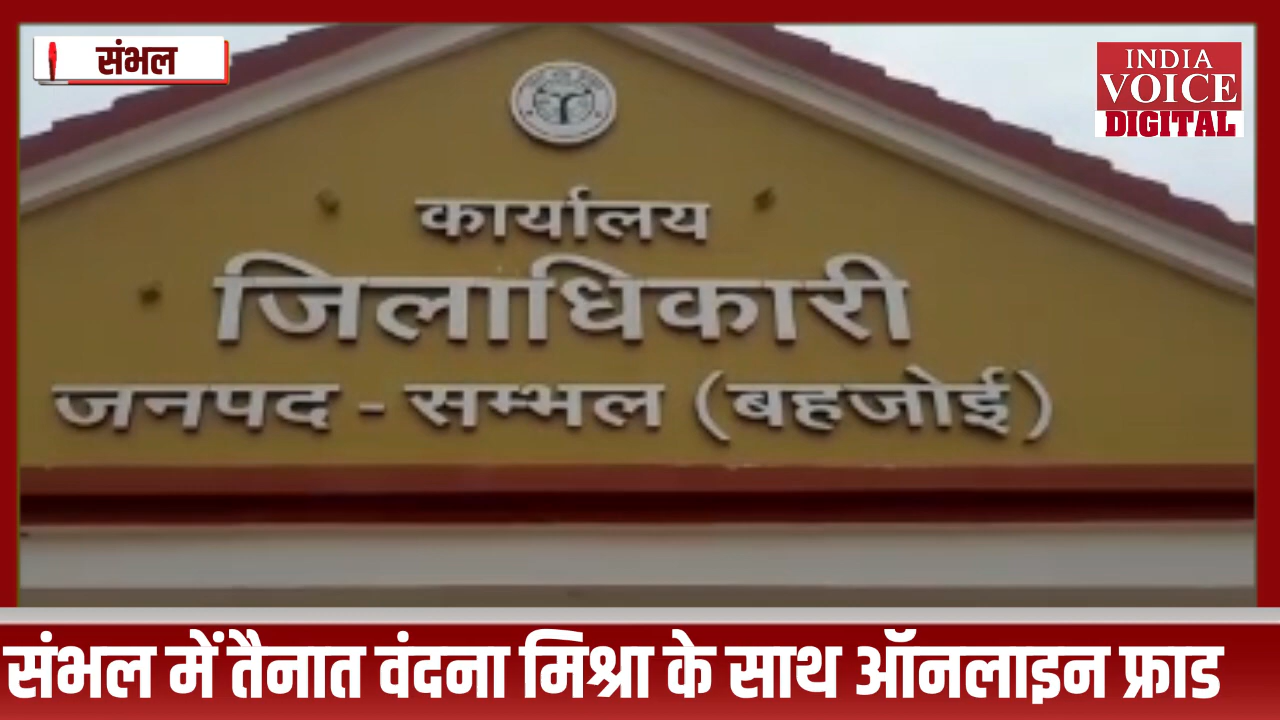 संभल
INDIA
VOICE
DIGITAL
कार्यालय
जिलाधिकारी
जनपद - सम्भल (बहजोई)
संभल में तैनात वंदना मिश्रा के साथ ऑनलाइन फ्राड